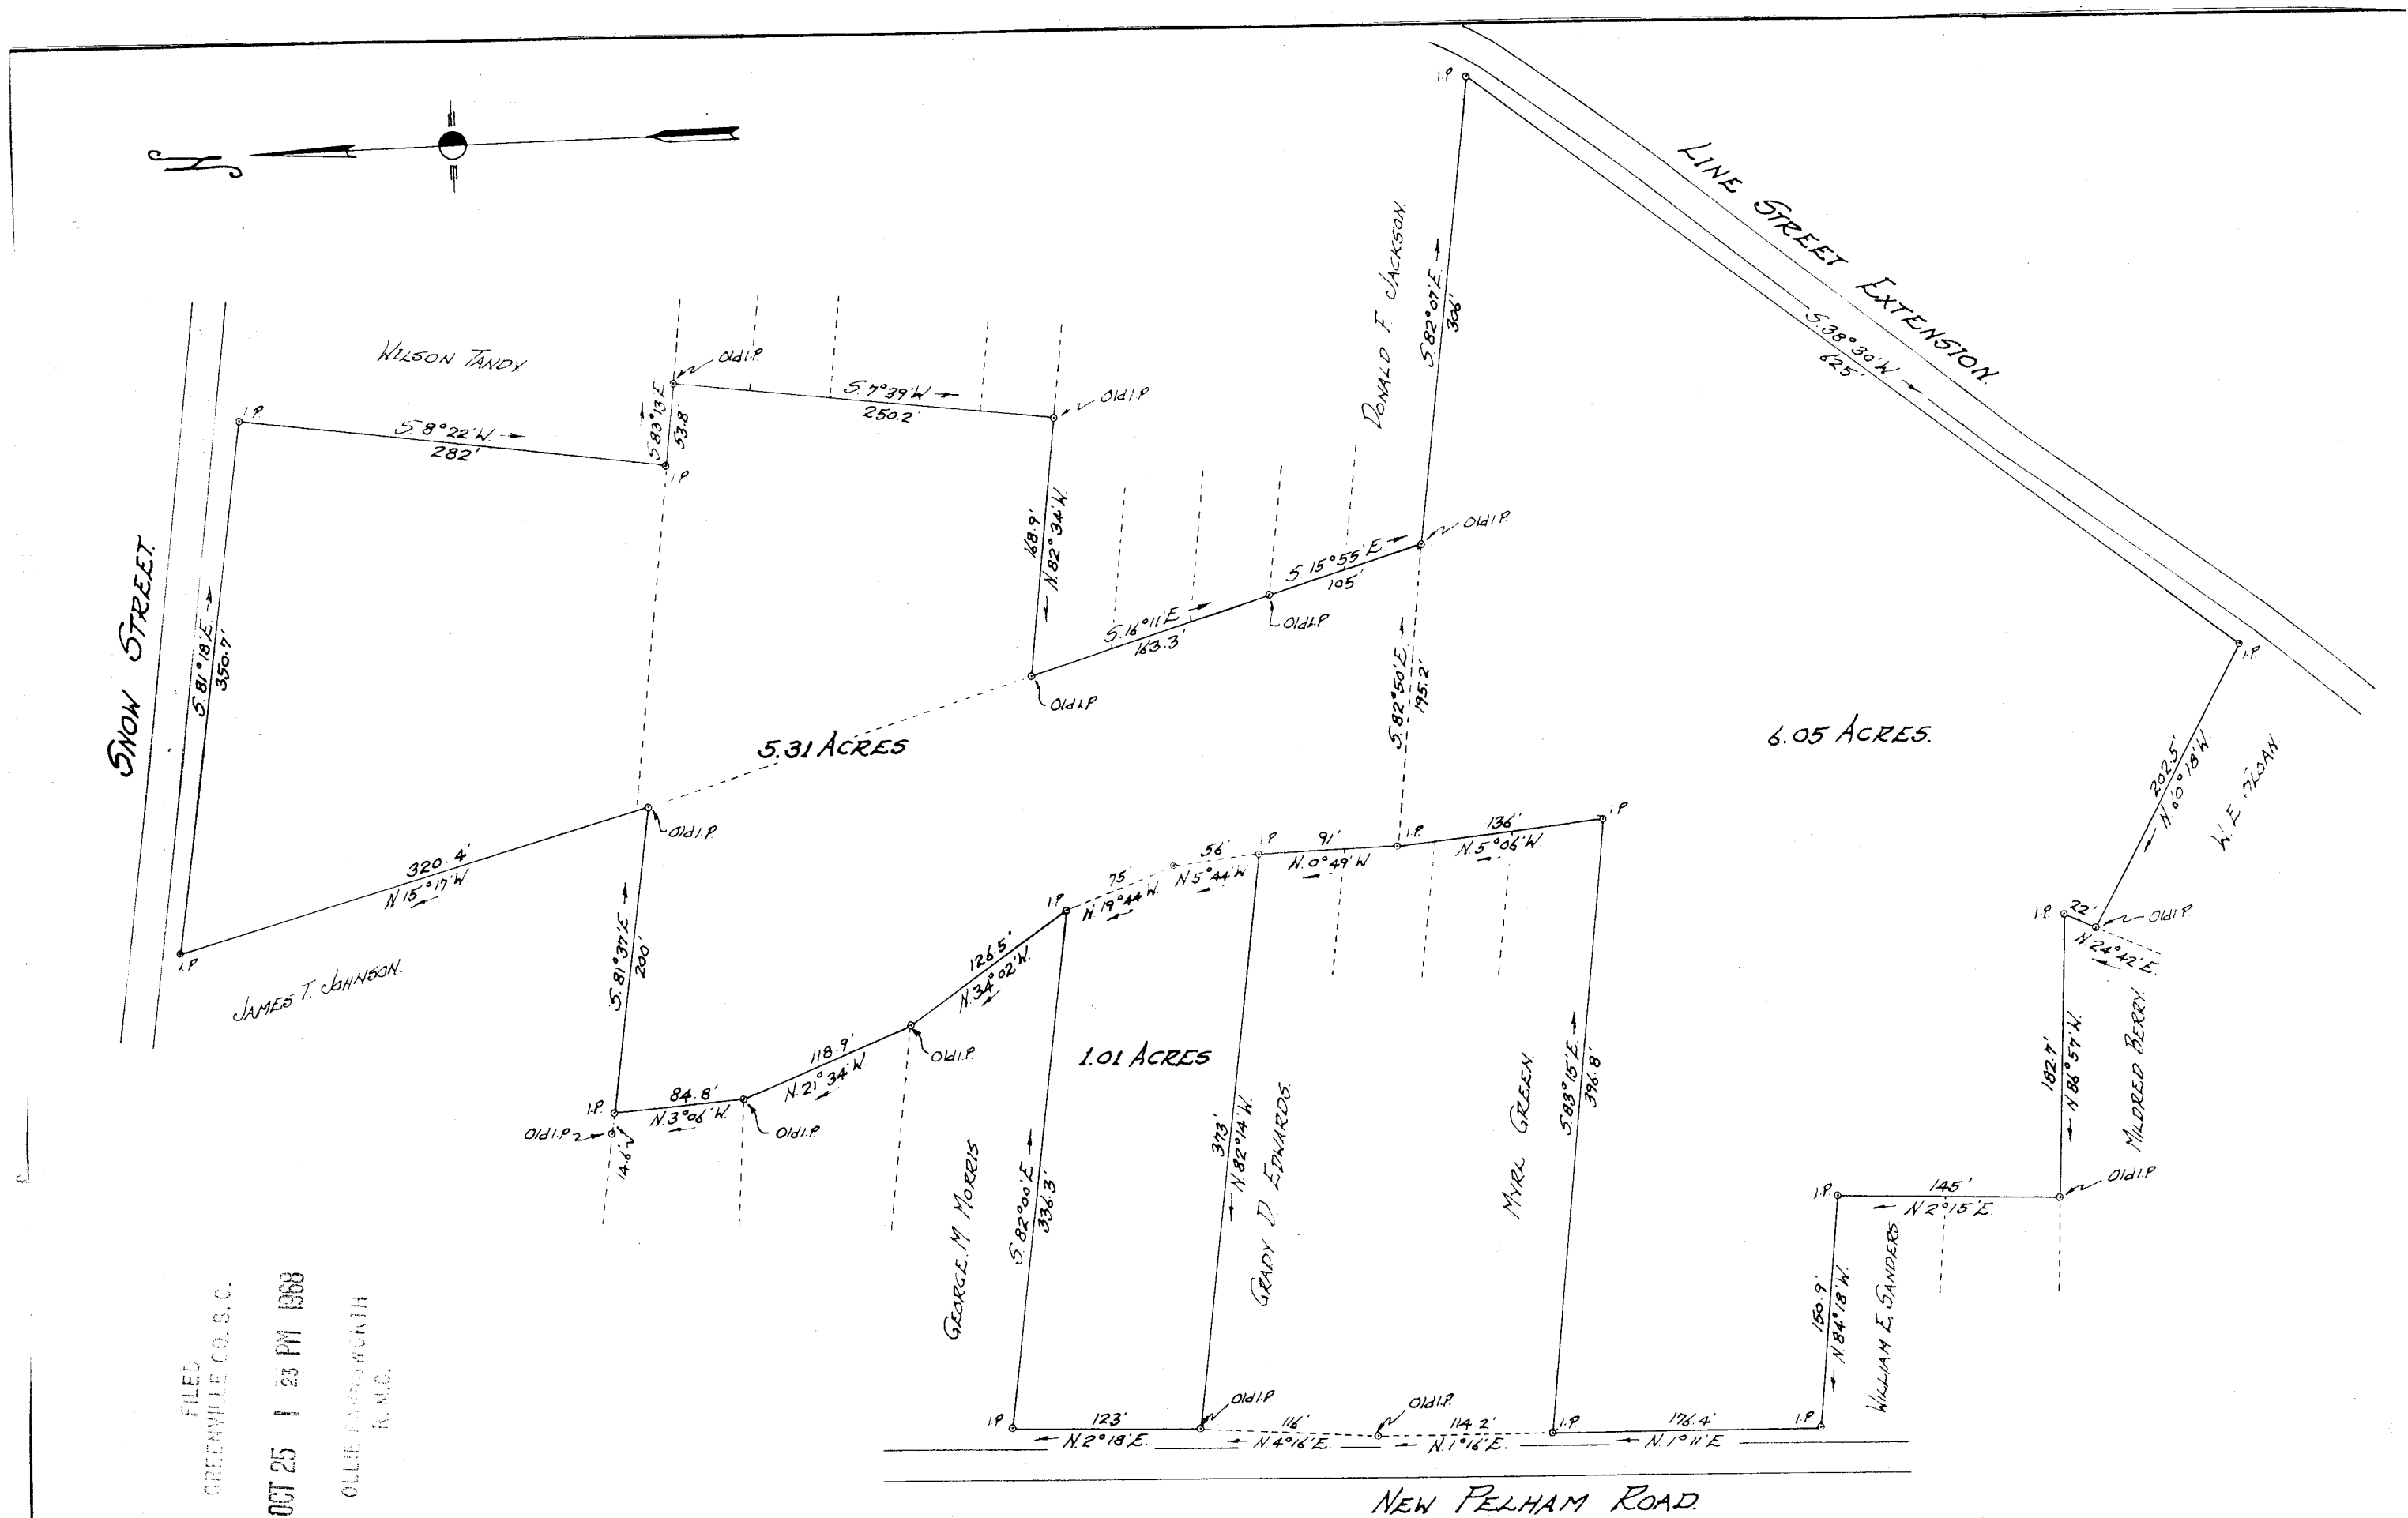 I.P.
LINE STREET EXTENSION.
S.38°30'W
625'
S.82°07'E.
306'
DONALD F. JACKSON.
WILSON TANDY
Old I.P.
S.7°39'W.
250.2'
Old I.P.
S.83°13'E
53.8
I.P.
I.P.
S.8°22'W.
282'
SNOW STREET.
S.81°18'E.
350.7'
168.9'
N.82°34'W.
S.16°11'E.
163.3'
Old I.P.
S.15°55'E.
105'
Old I.P.
Old I.P.
S.82°50'E.
195.2'
5.31 ACRES
6.05 ACRES.
I.P.
202.5'
N.60°18'W.
W.E.
320.4'
N.15°17'W.
I.P.
JAMES T. JOHNSON.
Old I.P.
S.81°37'E.
200'
56'
N.5°44'W
I.P.
91'
N.0°49'W
I.P.
136'
N.5°06'W.
I.P.
75
N.19°44'W.
I.P.
126.5'
N.34°02'W.
Old I.P.
118.9'
N.21°34'W.
Old I.P.
84.8'
N.3°06'W.
I.P.
Old I.P.
14.6'
I.P.
22'
Old I.P.
N.24°42'E.
MILDRED BERRY.
182.7'
N.86°57'W.
1.01 ACRES
GEORGE. M. MORRIS
S.82°00'E.
336.3'
373'
N.82°14'W.
GRADY D. EDWARDS.
MYRL GREEN.
S.83°15'E.
396.8'
I.P.
145'
N.2°15'E.
Old I.P.
150.9'
N.84°18'W.
WILLIAM E. SANDERS
I.P.
123'
N.2°18'E.
Old I.P.
116'
N.4°16'E.
Old I.P.
114.2'
N.1°16'E.
I.P.
176.4'
N.1°11'E.
I.P.
NEW PELHAM ROAD.
FILED
GREENVILLE CO. S. C.
OCT 25 1 23 PM 1968
OLLIE FARNSWORTH
R. M. C.